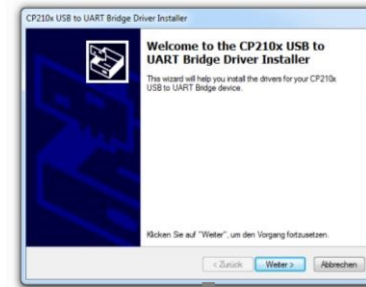 CP210x USB to UART Bridge Driver Installer
Welcome to the CP210x USB to
UART Bridge Driver Installer
This wizard will help you install the drivers for your CP210x
USB to UART Bridge device.
Klicken Sie auf "Weiter", um den Vorgang fortzusetzen.
< Zurück
Weiter >
Abbrechen